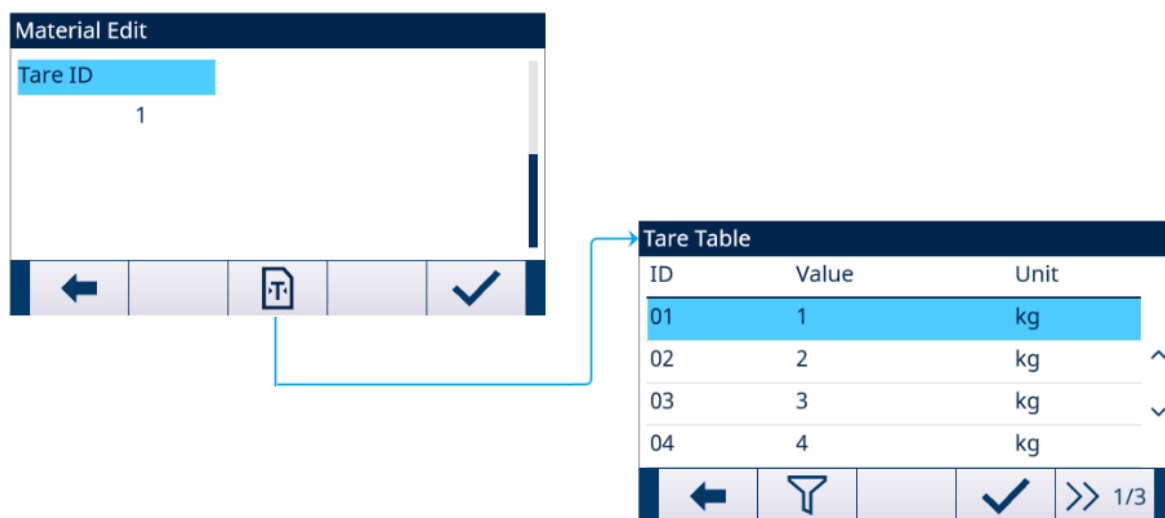 Material Edit
Tare ID
1
T
Tare Table
ID Value Unit
01 1 kg
02 2 kg
03 3 kg
04 4 kg
1/3